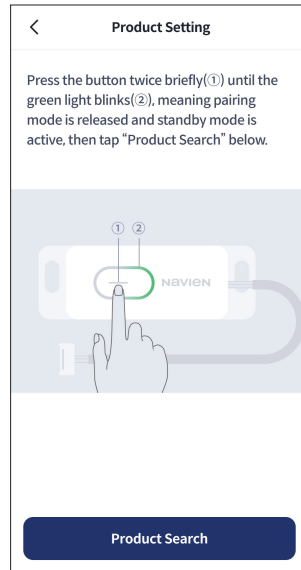 Product Setting
Press the button twice briefly(①) until the
green light blinks(②), meaning pairing
mode is released and standby mode is
active, then tap “Product Search” below.
① ②
NAVIEN
Product Search